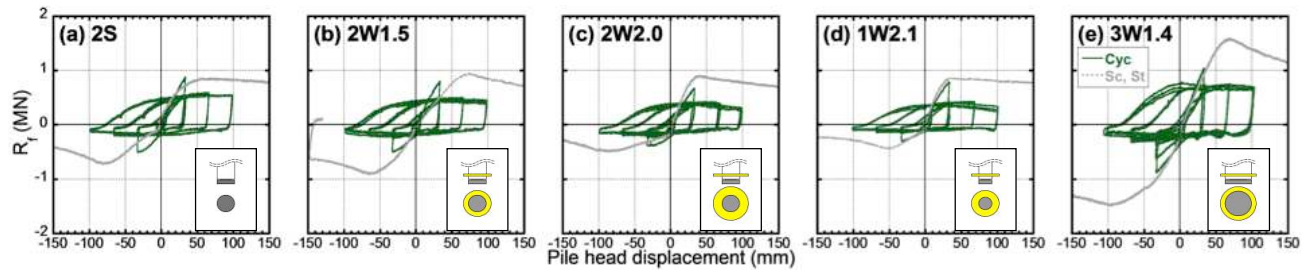 (a) 2S
(b) 2W1.5
(c) 2W2.0
(d) 1W2.1
(e) 3W1.4
Cyc
Sc, St
R_f (MN)
2
1
0
-1
-2
-150 -100 -50 0 50 100 150
-150 -100 -50 0 50 100 150
-150 -100 -50 0 50 100 150
-150 -100 -50 0 50 100 150
-150 -100 -50 0 50 100 150
Pile head displacement (mm)